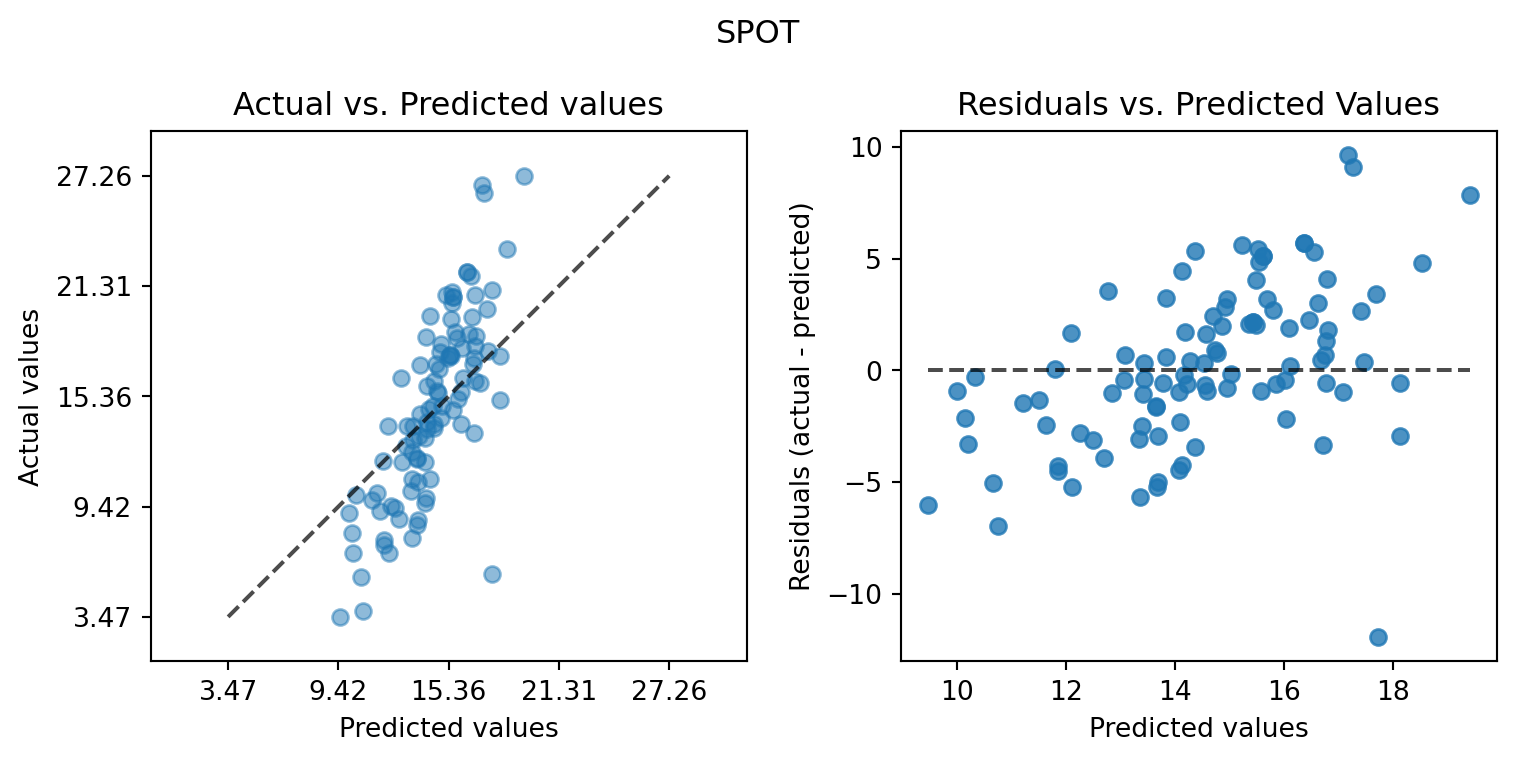 SPOT
Actual vs. Predicted values
27.26
21.31
15.36
9.42
3.47
Actual values
3.47 9.42 15.36 21.31 27.26
Predicted values
Residuals vs. Predicted Values
10
5
0
−5
−10
Residuals (actual - predicted)
10 12 14 16 18
Predicted values